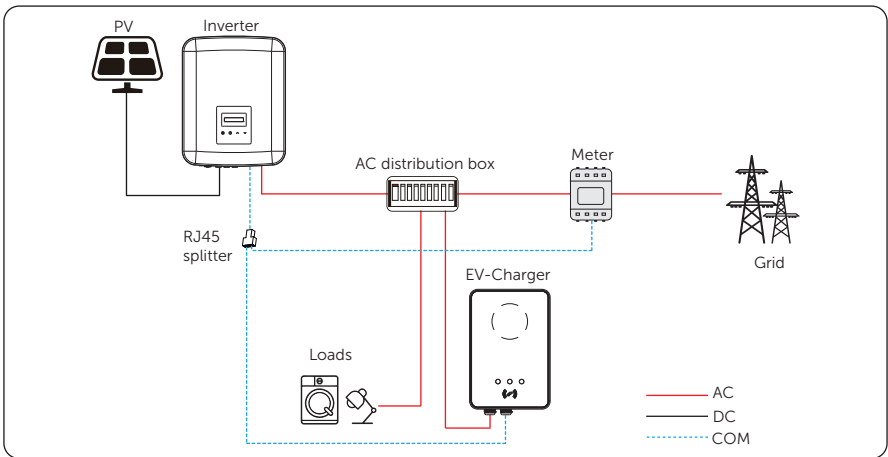 PV
Inverter
AC distribution box
Meter
RJ45
splitter
Grid
EV-Charger
Loads
AC
DC
COM